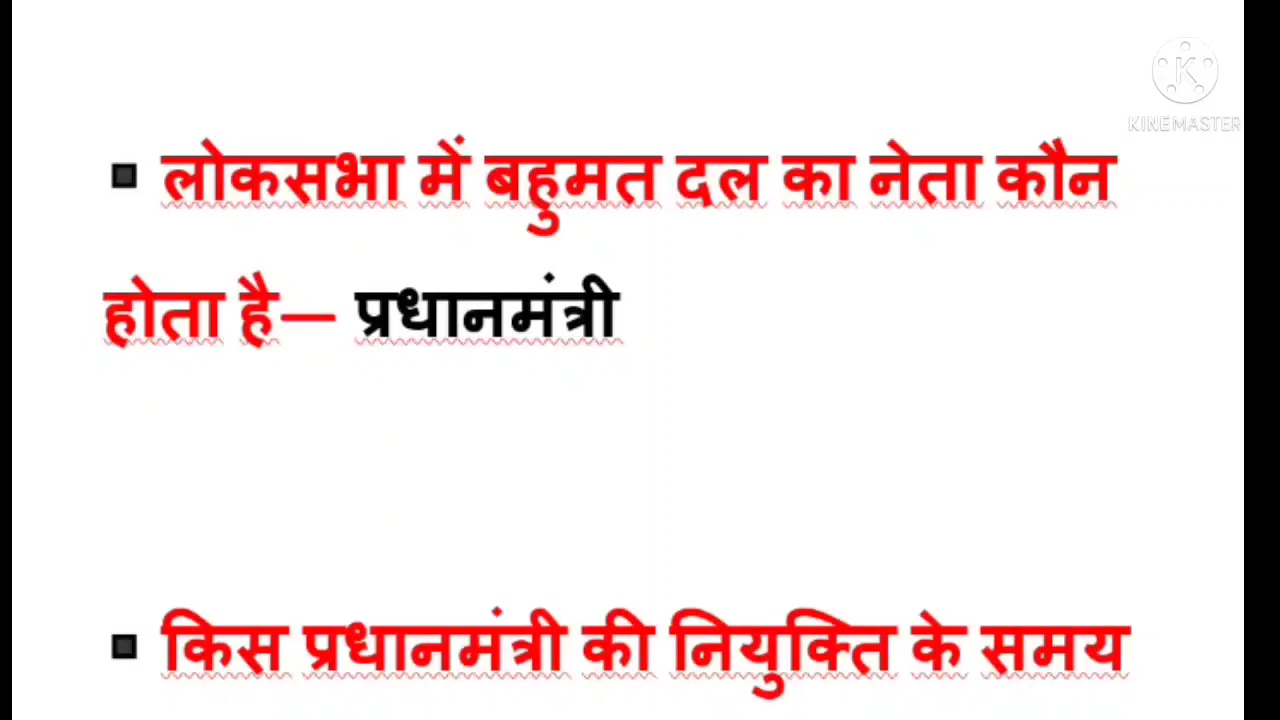 KINEMASTER
▪ लोकसभा में बहुमत दल का नेता कौन
होता है— प्रधानमंत्री
▪ किस प्रधानमंत्री की नियुक्ति के समय